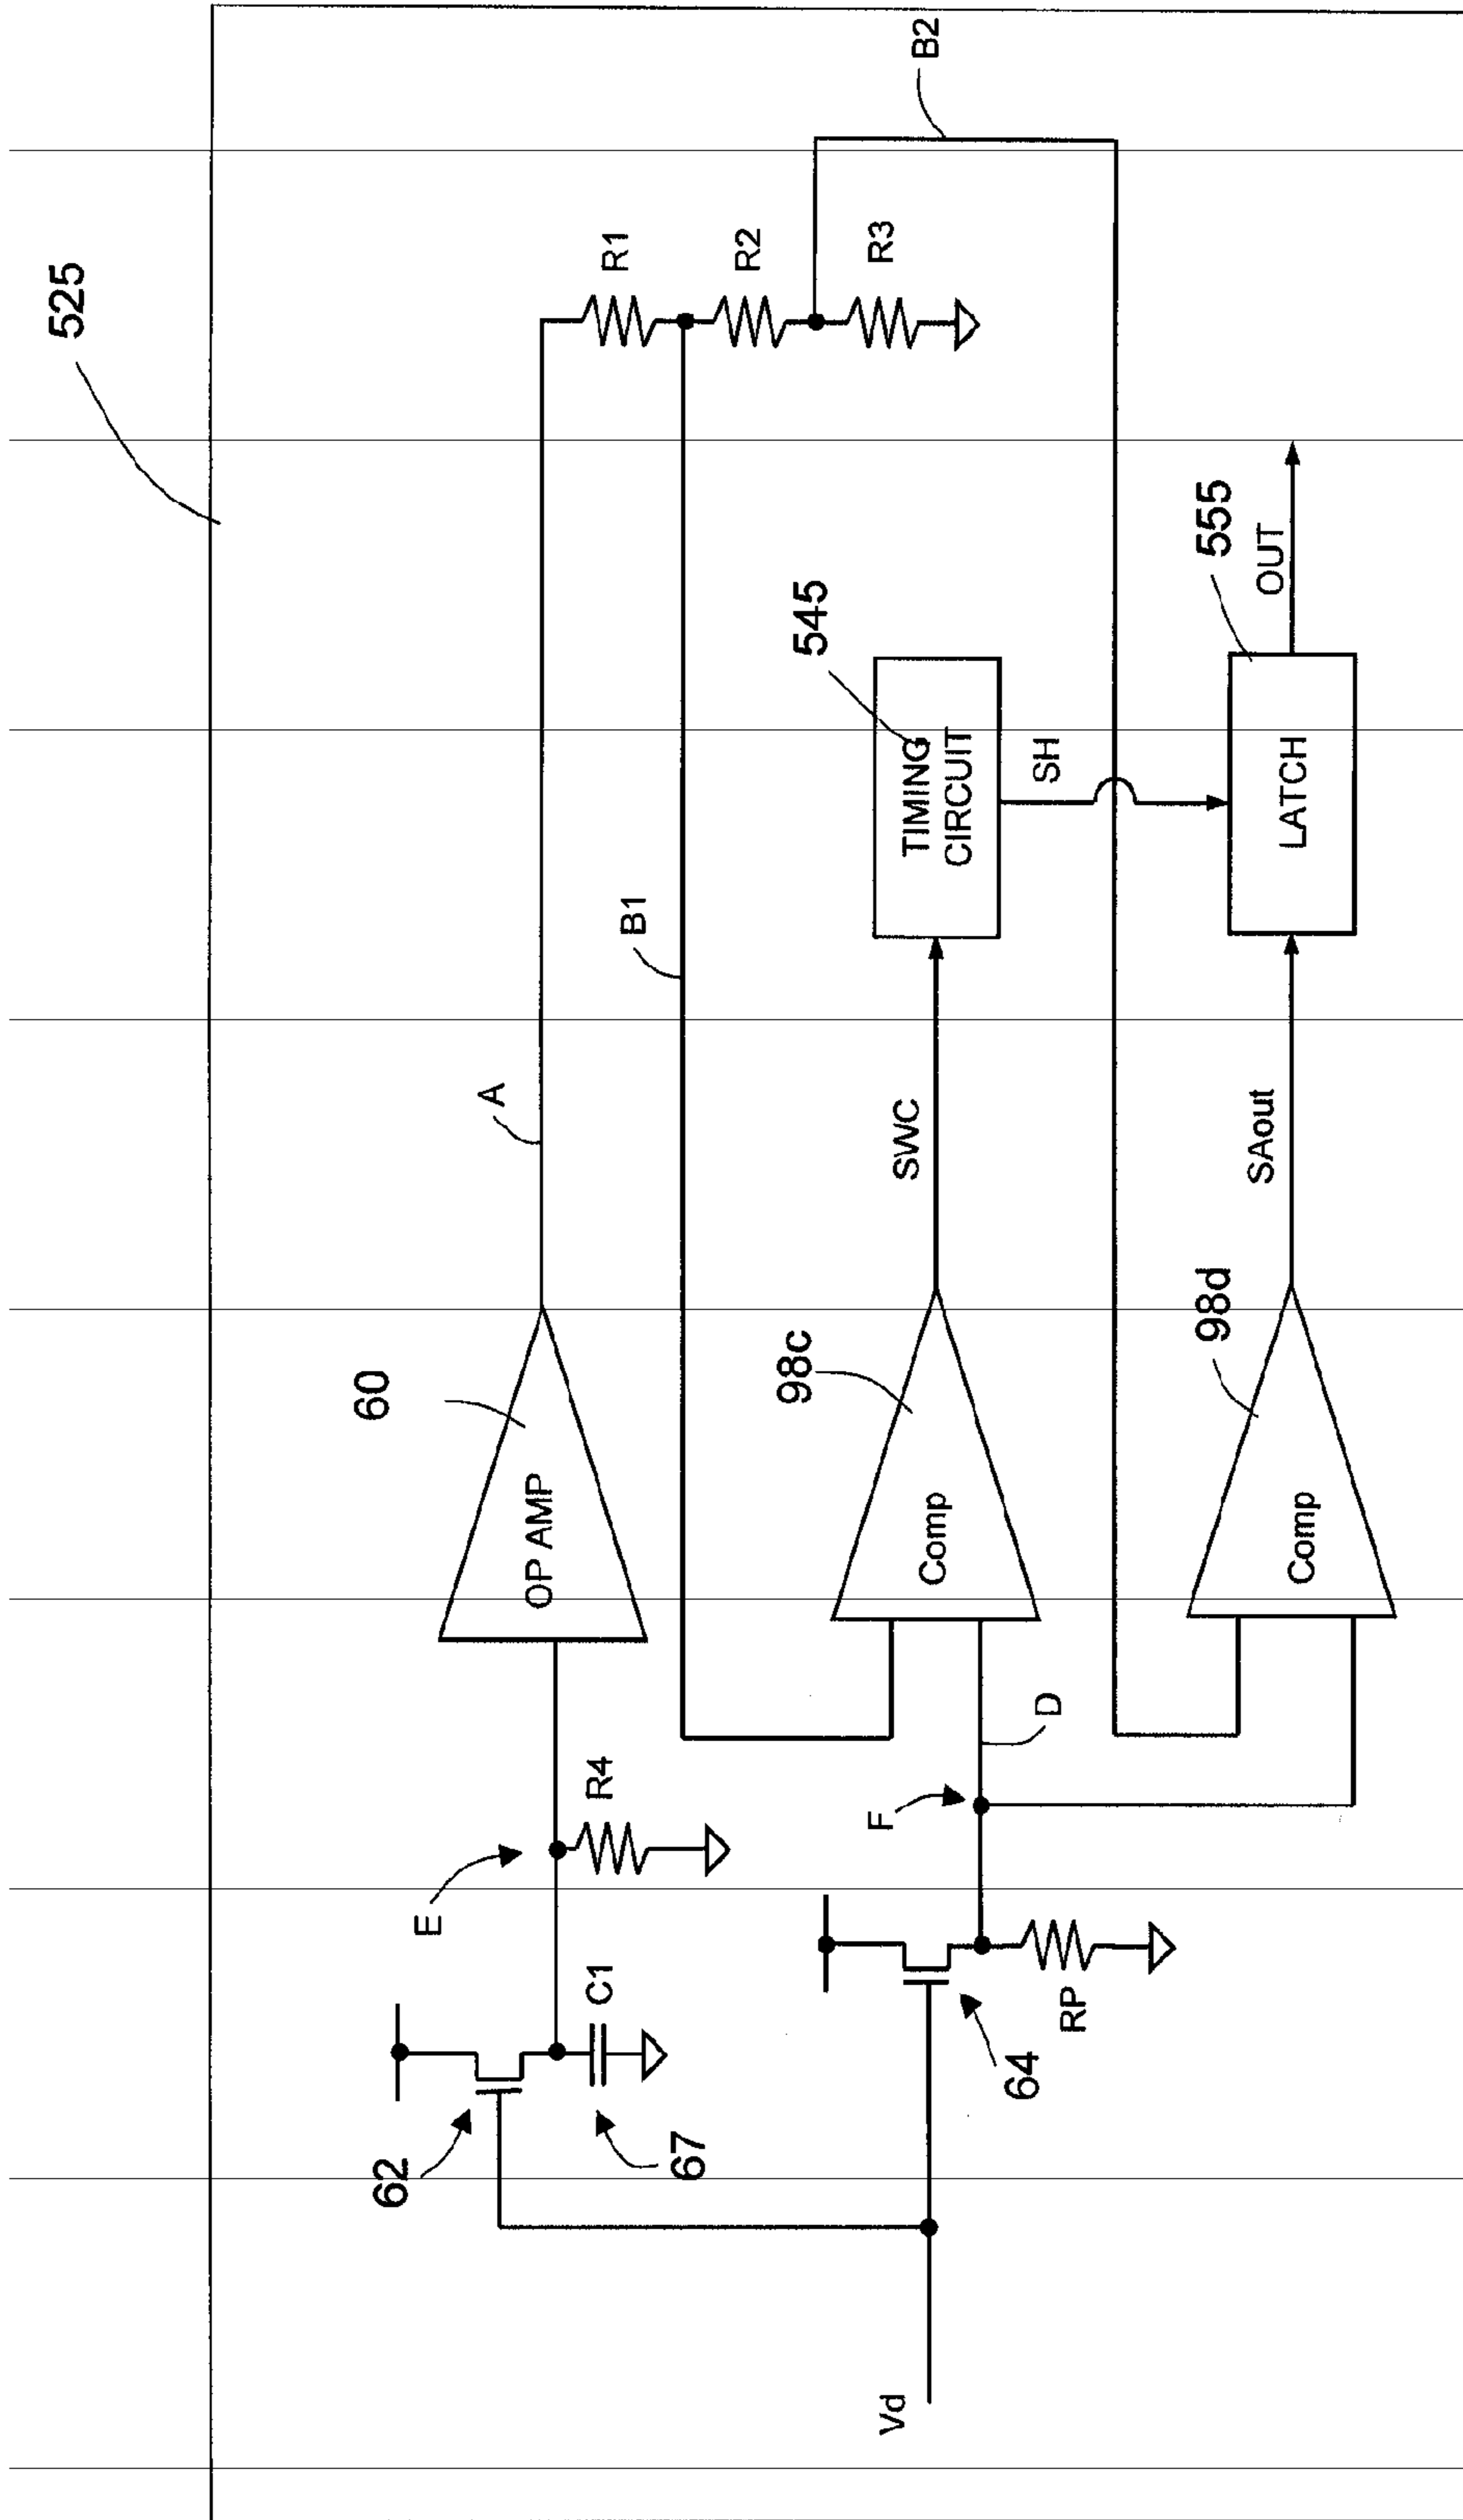 525
60
OP AMP
A
R1
R2
R3
B2
B1
62
67
C1
E
R4
Vd
64
RP
F
D
98c
Comp
SWC
TIMING
CIRCUIT
545
SH
98d
Comp
SAout
LATCH
555
OUT